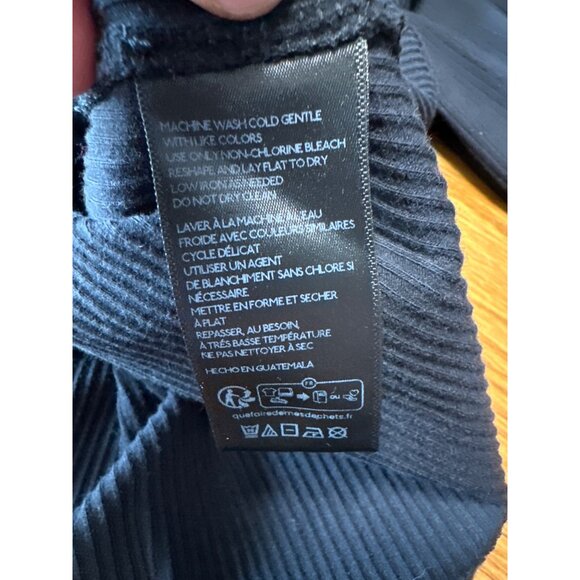 MACHINE WASH COLD GENTLE
WITH LIKE COLORS
USE ONLY NON-CHLORINE BLEACH
RESHAPE AND LAY FLAT TO DRY
LOW IRON AS NEEDED
DO NOT DRY CLEAN
LAVER À LA MACHINE À L'EAU
FROIDE AVEC COULEURS SIMILAIRES
CYCLE DÉLICAT
UTILISER UN AGENT
DE BLANCHIMENT SANS CHLORE SI
NÉCESSAIRE
METTRE EN FORME ET SÉCHER
À PLAT
REPASSER, AU BESOIN,
À TRÈS BASSE TEMPÉRATURE
NE PAS NETTOYER À SEC
HECHO EN GUATEMALA
FR
OU
quefairedemesdechets.fr